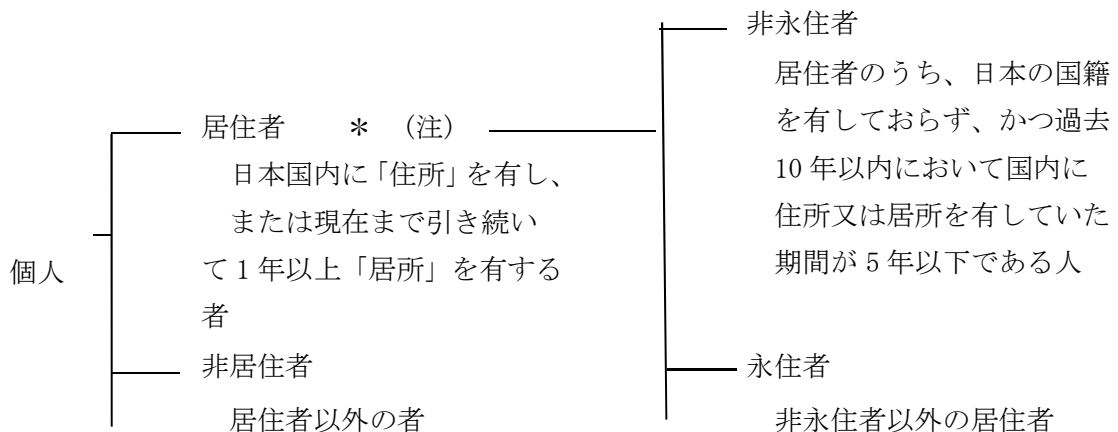 個人
居住者 * (注)
日本国内に「住所」を有し、
または現在まで引き続い
て1年以上「居所」を有する
者
非居住者
居住者以外の者
非永住者
居住者のうち、日本の国籍
を有しておらず、かつ過去
10年以内において国内に
住所又は居所を有していた
期間が5年以下である人
永住者
非永住者以外の居住者